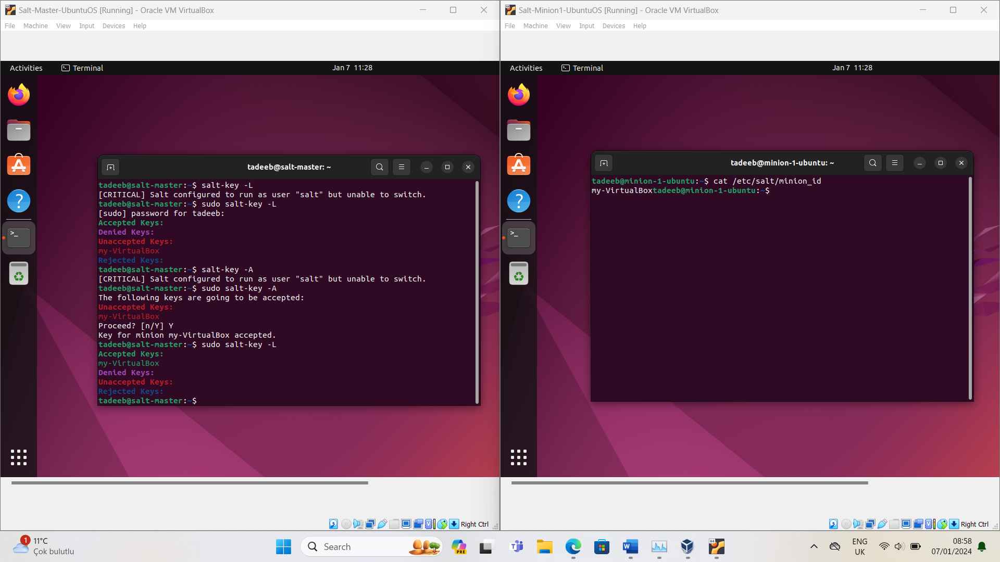 Salt-Master-UbuntuOS [Running] - Oracle VM VirtualBox
File Machine View Input Devices Help
Activities Terminal Jan 7 11:28
tadeeb@salt-master: ~
tadeeb@salt-master:~$ salt-key -L
[CRITICAL] Salt configured to run as user "salt" but unable to switch.
tadeeb@salt-master:~$ sudo salt-key -L
[sudo] password for tadeeb:
Accepted Keys:
Denied Keys:
Unaccepted Keys:
my-VirtualBox
Rejected Keys:
tadeeb@salt-master:~$ salt-key -A
[CRITICAL] Salt configured to run as user "salt" but unable to switch.
tadeeb@salt-master:~$ sudo salt-key -A
The following keys are going to be accepted:
Unaccepted Keys:
my-VirtualBox
Proceed? [n/Y] Y
Key for minion my-VirtualBox accepted.
tadeeb@salt-master:~$ sudo salt-key -L
Accepted Keys:
my-VirtualBox
Denied Keys:
Unaccepted Keys:
Rejected Keys:
tadeeb@salt-master:~$
Right Ctrl
Salt-Minion1-UbuntuOS [Running] - Oracle VM VirtualBox
File Machine View Input Devices Help
Activities Terminal Jan 7 11:28
tadeeb@minion-1-ubuntu: ~
tadeeb@minion-1-ubuntu:~$ cat /etc/salt/minion_id
my-VirtualBoxtadeeb@minion-1-ubuntu:~$
Right Ctrl
1
11°C
Çok bulutlu
Search
PRE
ENG
UK
08:58
07/01/2024